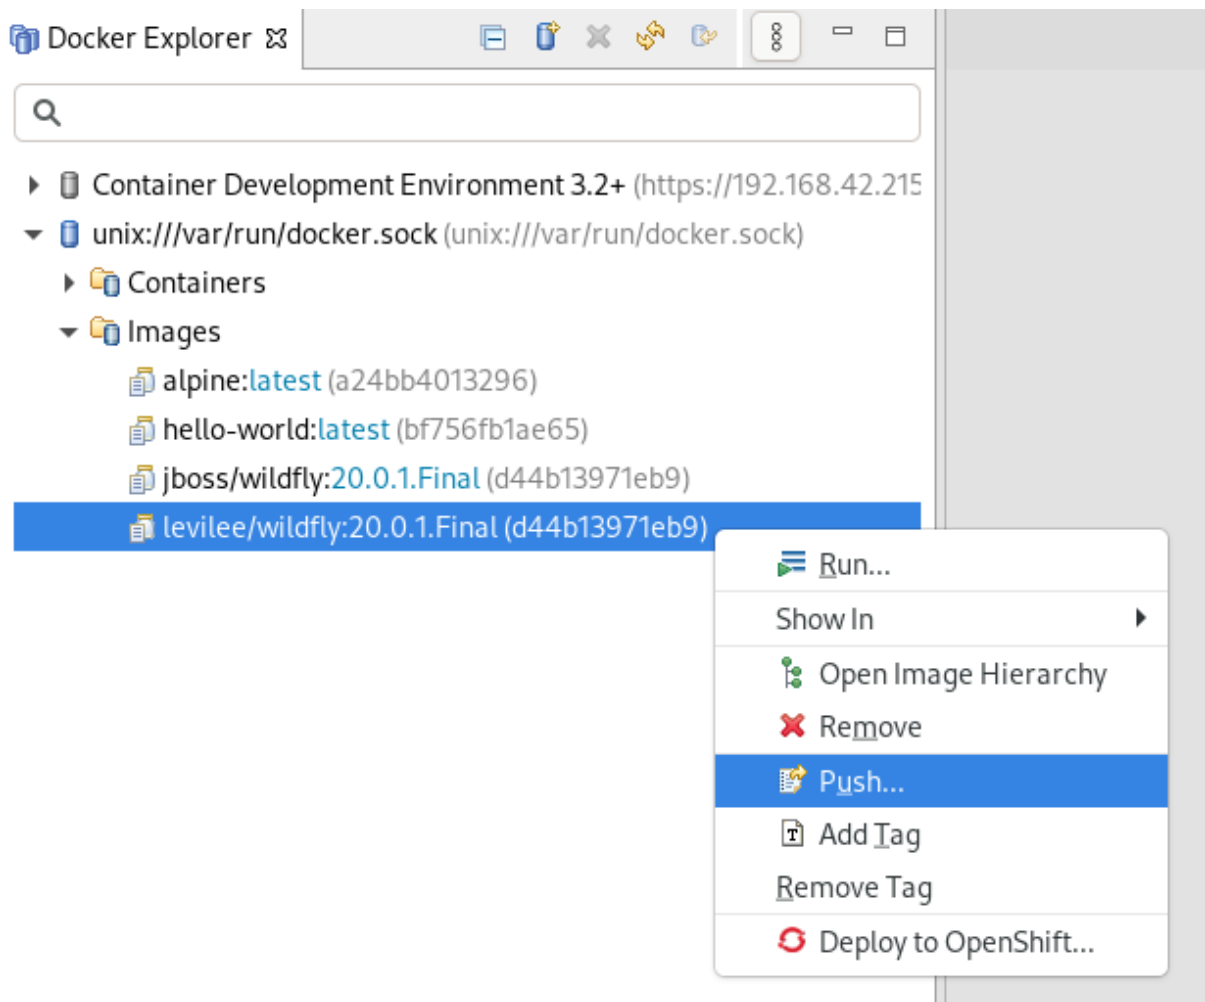 Docker Explorer
Container Development Environment 3.2+ (https://192.168.42.215
unix:///var/run/docker.sock (unix:///var/run/docker.sock)
Containers
Images
alpine:latest (a24bb4013296)
hello-world:latest (bf756fb1ae65)
jboss/wildfly:20.0.1.Final (d44b13971eb9)
levilee/wildfly:20.0.1.Final (d44b13971eb9)
Run...
Show In
Open Image Hierarchy
Remove
Push...
Add Tag
Remove Tag
Deploy to OpenShift...